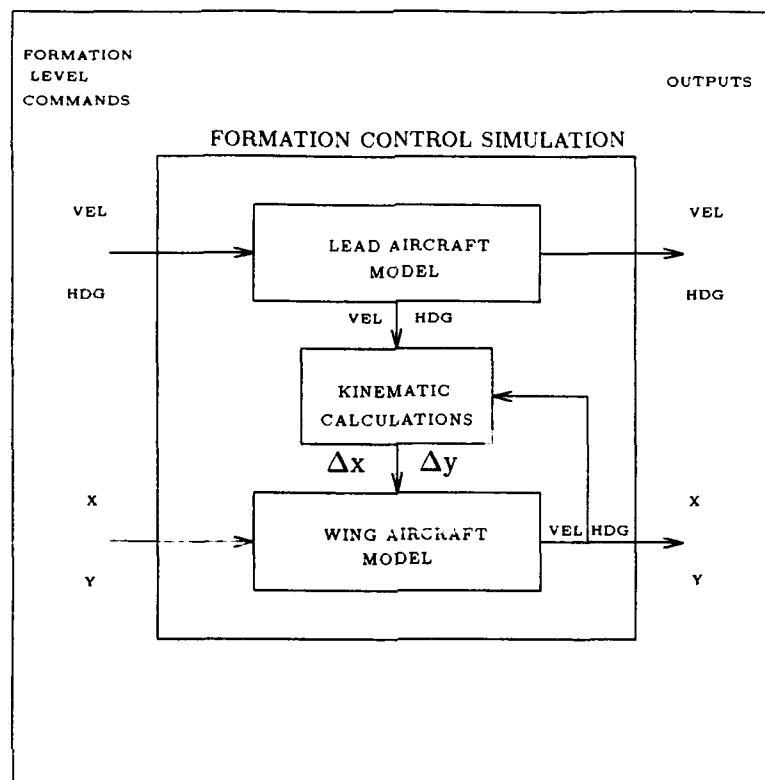 FORMATION
LEVEL
COMMANDS
OUTPUTS
FORMATION CONTROL SIMULATION
VEL
HDG
LEAD AIRCRAFT
MODEL
VEL
HDG
VEL HDG
KINEMATIC
CALCULATIONS
Δx Δy
X
Y
WING AIRCRAFT
MODEL
VEL HDG
X
Y